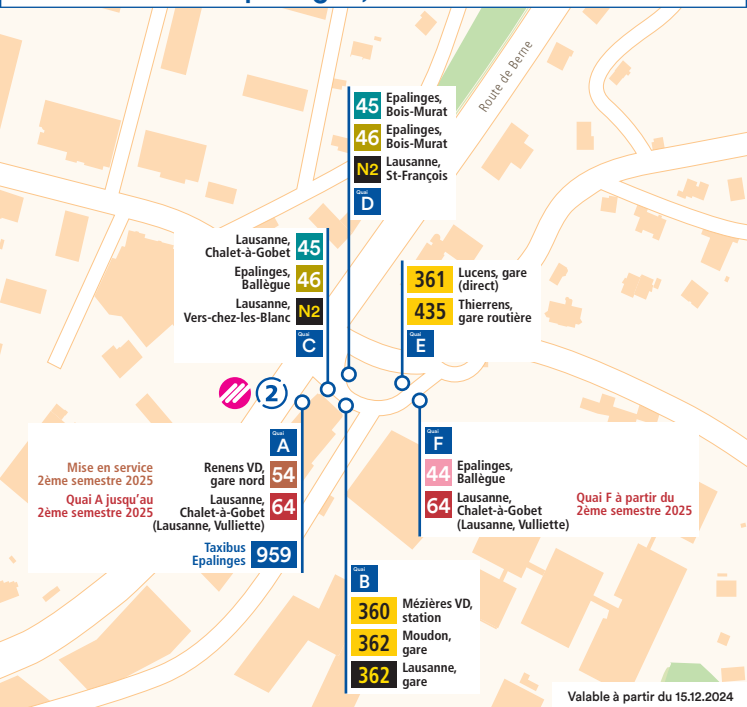 Route de Berne
45 Epalinges,
Bois-Murat
46 Epalinges,
Bois-Murat
N2 Lausanne,
St-François
Quai
D
Lausanne,
Chalet-à-Gobet 45
Epalinges,
Ballègue 46
Lausanne,
Vers-chez-les-Blanc N2
Quai
C
361 Lucens, gare
(direct)
435 Thierrens,
gare routière
Quai
E
2
Quai
A
Mise en service
2ème semestre 2025
Renens VD,
gare nord 54
Quai A jusqu'au
2ème semestre 2025
Lausanne,
Chalet-à-Gobet
(Lausanne, Vulliette) 64
Taxibus
Epalinges 959
Quai
F
44 Epalinges,
Ballègue
64 Lausanne,
Chalet-à-Gobet
(Lausanne, Vulliette)
Quai F à partir du
2ème semestre 2025
Quai
B
360 Mézières VD,
station
362 Moudon,
gare
362 Lausanne,
gare
Valable à partir du 15.12.2024